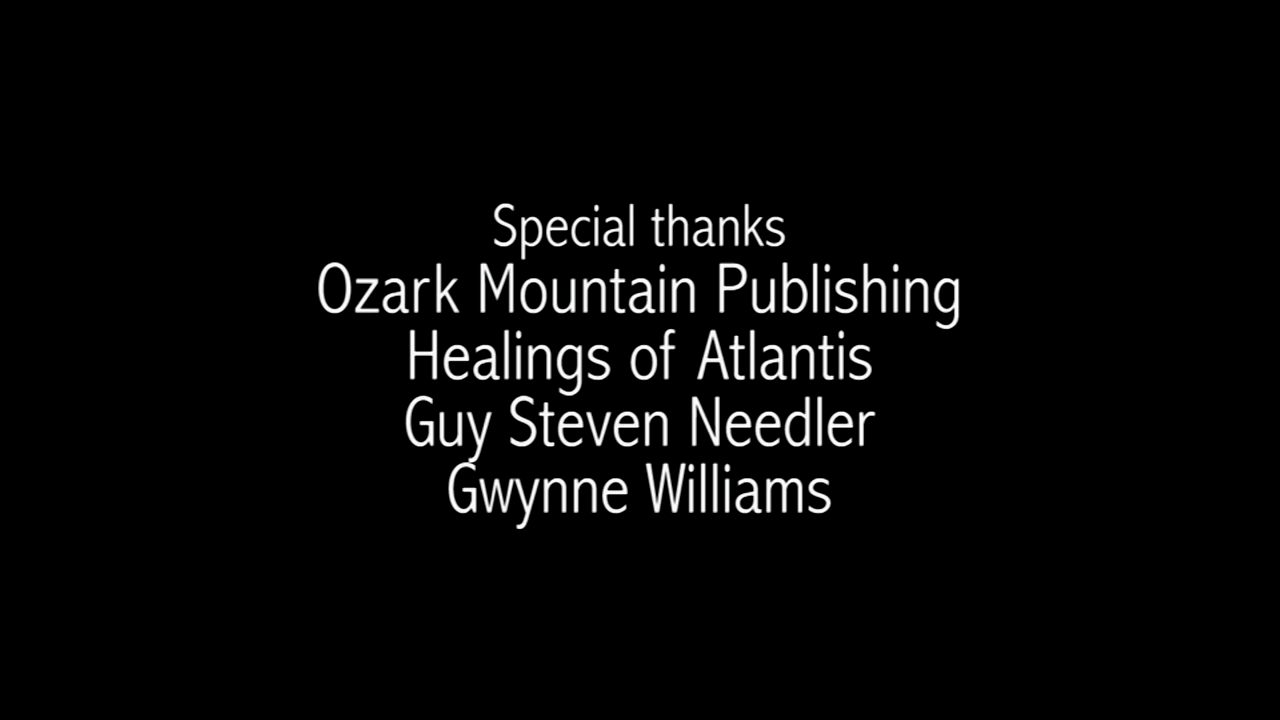 Special thanks
Ozark Mountain Publishing
Healings of Atlantis
Guy Steven Needler
Gwynne Williams